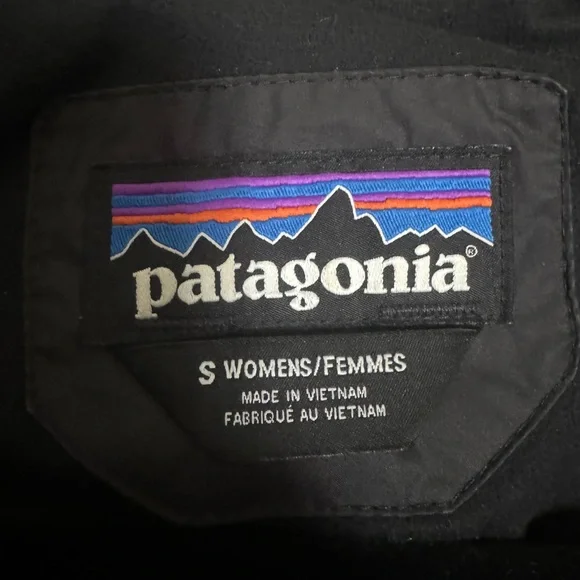 patagonia®
S WOMENS/FEMMES
MADE IN VIETNAM
FABRIQUÉ AU VIETNAM